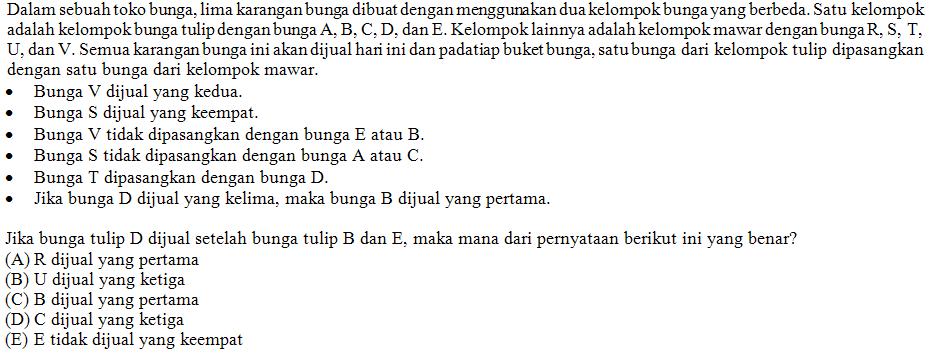 Dalam sebuah toko bunga, lima karangan bunga dibuat dengan menggunakan dua kelompok bunga yang berbeda. Satu kelompok
adalah kelompok bunga tulip dengan bunga A, B, C, D, dan E. Kelompok lainnya adalah kelompok mawar dengan bunga R, S, T,
U, dan V. Semua karangan bunga ini akan dijual hari ini dan pada tiap buket bunga, satu bunga dari kelompok tulip dipasangkan
dengan satu bunga dari kelompok mawar.
• Bunga V dijual yang kedua.
• Bunga S dijual yang keempat.
• Bunga V tidak dipasangkan dengan bunga E atau B.
• Bunga S tidak dipasangkan dengan bunga A atau C.
• Bunga T dipasangkan dengan bunga D.
• Jika bunga D dijual yang kelima, maka bunga B dijual yang pertama.
Jika bunga tulip D dijual setelah bunga tulip B dan E, maka mana dari pernyataan berikut ini yang benar?
(A) R dijual yang pertama
(B) U dijual yang ketiga
(C) B dijual yang pertama
(D) C dijual yang ketiga
(E) E tidak dijual yang keempat